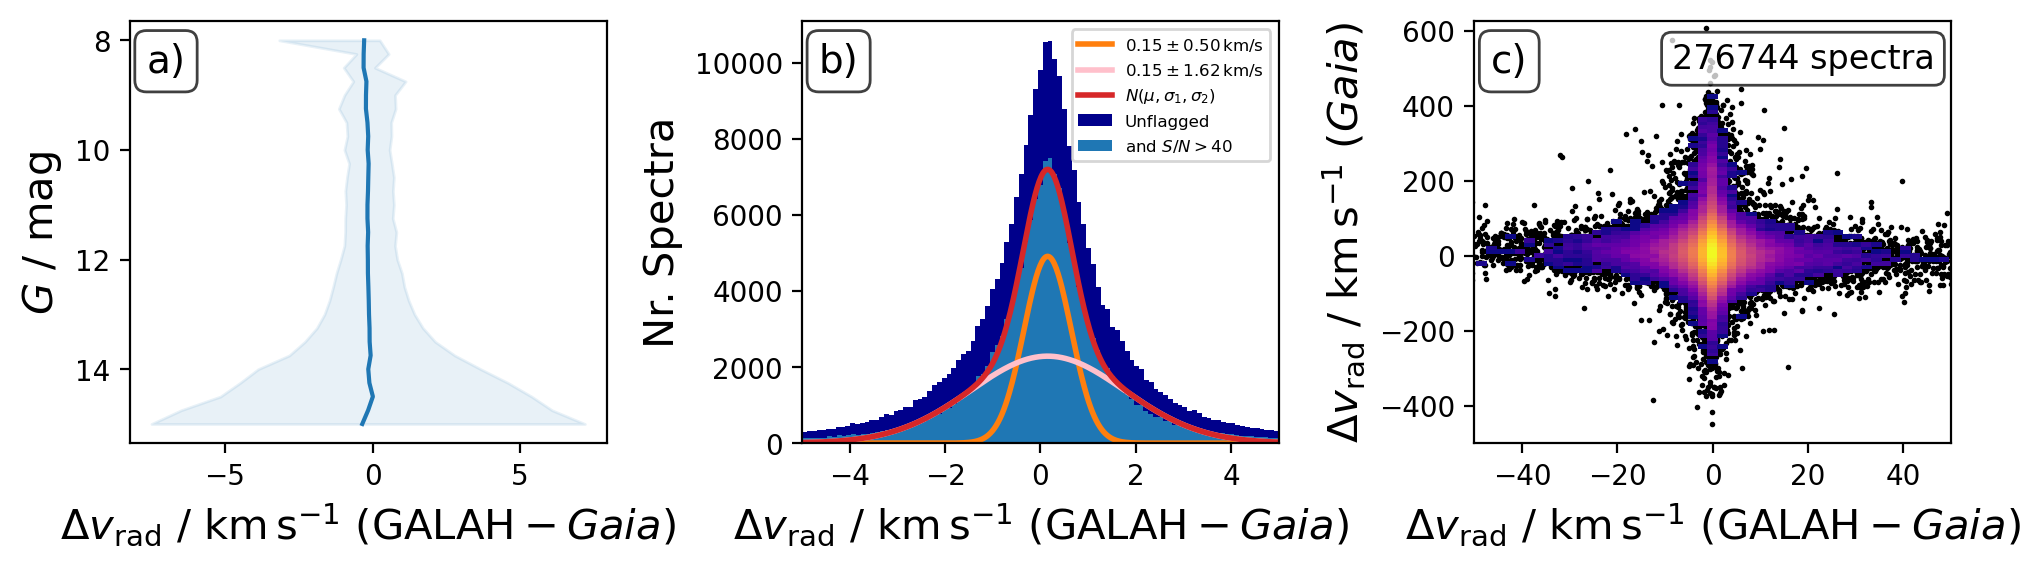 a)
8
10
12
14
G / mag
−5
0
5
Δv_rad / km s⁻¹ (GALAH − Gaia)
b)
0.15 ± 0.50 km/s
0.15 ± 1.62 km/s
N(μ, σ₁, σ₂)
Unflagged
and S/N > 40
10000
8000
6000
4000
2000
0
Nr. Spectra
−4
−2
0
2
4
Δv_rad / km s⁻¹ (GALAH − Gaia)
c)
276744 spectra
600
400
200
0
−200
−400
Δv_rad / km s⁻¹ (Gaia)
−40
−20
0
20
40
Δv_rad / km s⁻¹ (GALAH − Gaia)